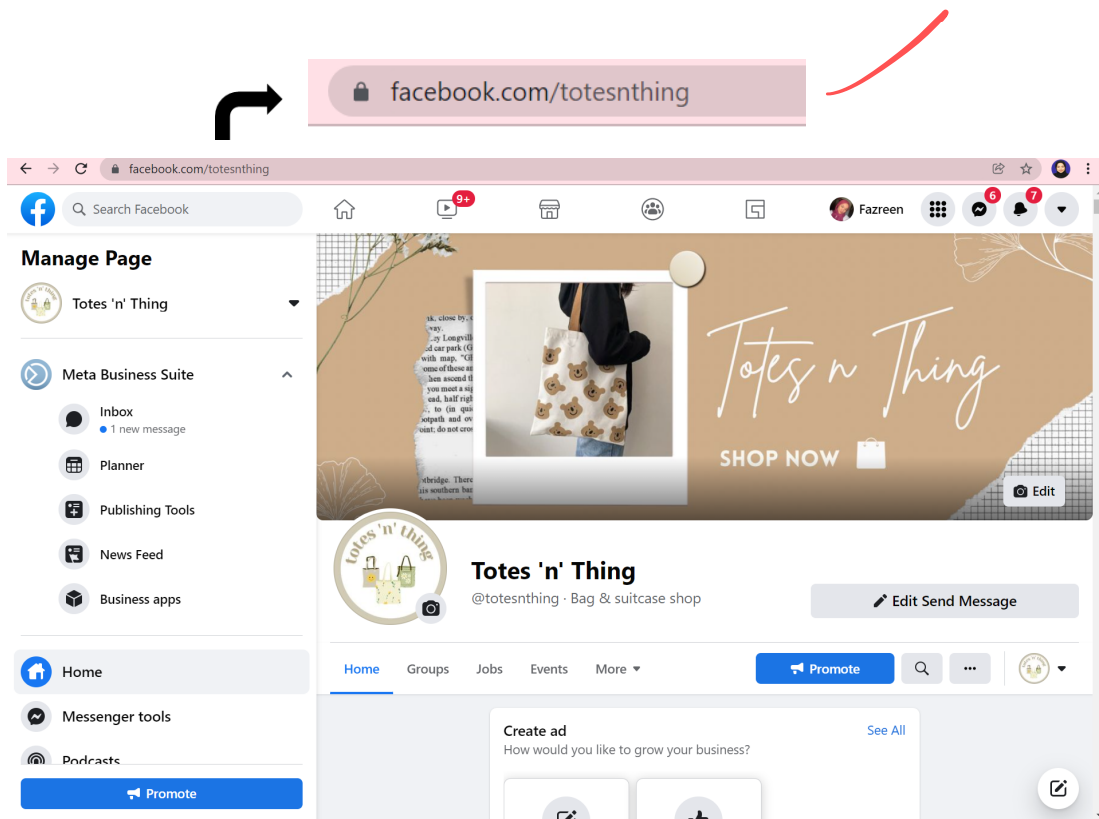 facebook.com/totesnthing
facebook.com/totesnthing
Search Facebook
9+
Fazreen
6
7
Manage Page
Totes 'n' Thing
Meta Business Suite
Inbox
1 new message
Planner
Publishing Tools
News Feed
Business apps
Home
Messenger tools
Podcasts
Promote
Totes n Thing
SHOP NOW
Edit
totes 'n' thing
Totes 'n' Thing
@totesnthing · Bag & suitcase shop
Edit Send Message
Home
Groups
Jobs
Events
More
Promote
Create ad
See All
How would you like to grow your business?